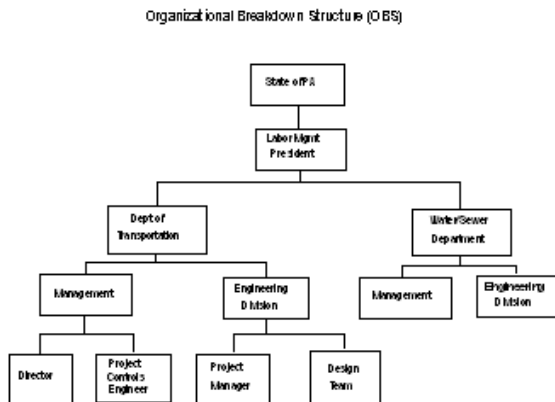 Organizational Breakdown Structure (OBS)
State of PA
Labor Mgmt
President
Dept of
Transportation
Water/Sewer
Department
Management
Engineering
Division
Management
Engineering
Division
Director
Project
Controls
Engineer
Project
Manager
Design
Team